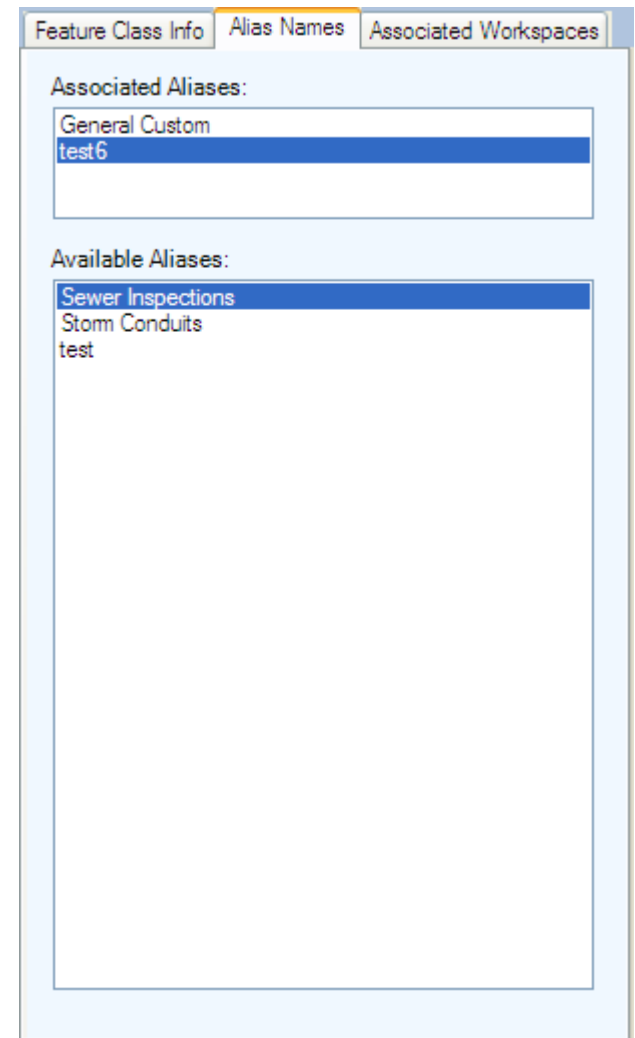 Feature Class Info Alias Names Associated Workspaces
Associated Aliases:
General Custom
test6
Available Aliases:
Sewer Inspections
Storm Conduits
test